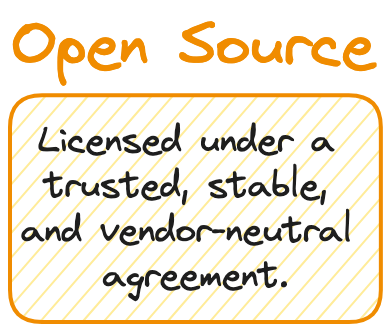 Open Source
Licensed under a
trusted, stable,
and vendor-neutral
agreement.